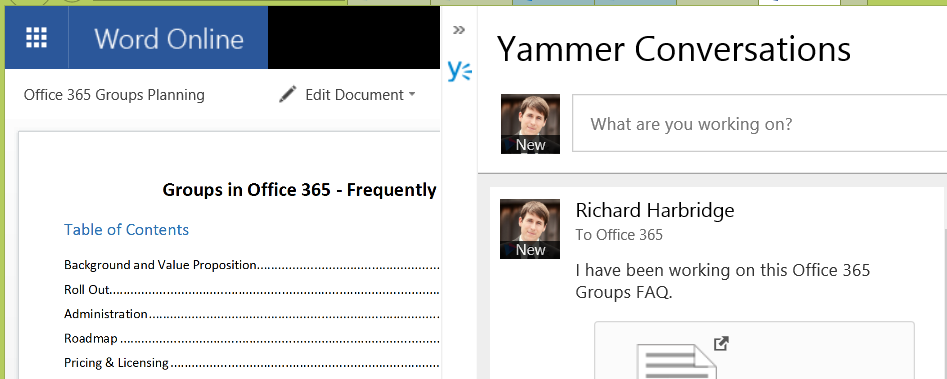 Word Online
Office 365 Groups Planning
Edit Document
Groups in Office 365 - Frequently
Table of Contents
Background and Value Proposition
Roll Out
Administration
Roadmap
Pricing & Licensing
Yammer Conversations
New
What are you working on?
New
Richard Harbridge
To Office 365
I have been working on this Office 365
Groups FAQ.